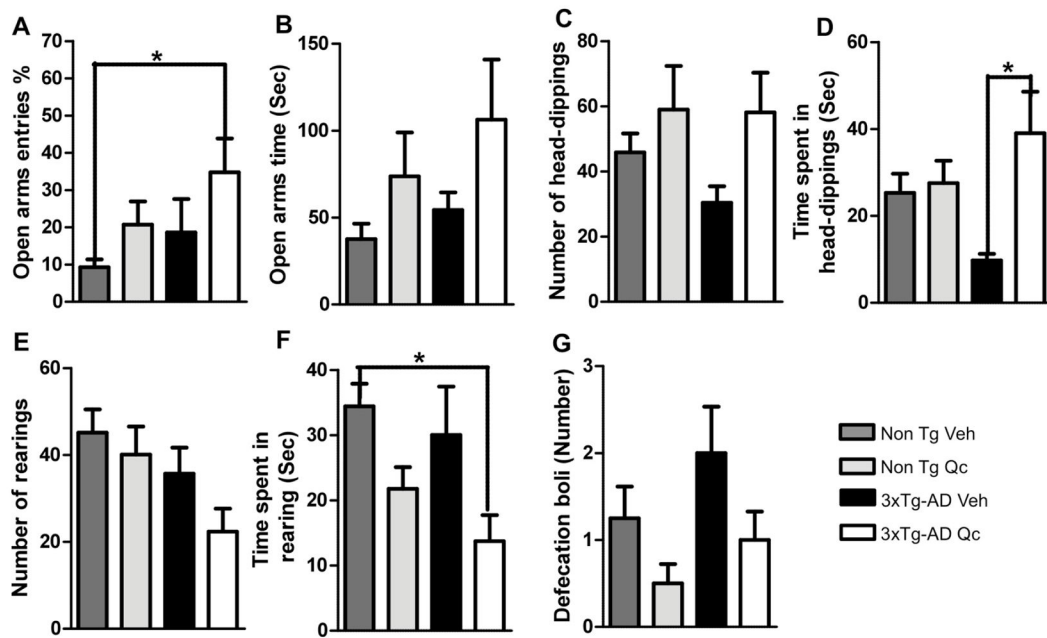 A
Open arms entries %
70
60
50
40
30
20
10
0
*
B
Open arms time (Sec)
150
100
50
0
C
Number of head-dippings
80
60
40
20
0
D
Time spent in
head-dippings (Sec)
60
40
20
0
*
E
Number of rearings
60
40
20
0
F
Time spent in
rearing (Sec)
40
30
20
10
0
*
G
Defecation boli (Number)
3
2
1
0
Non Tg Veh
Non Tg Qc
3xTg-AD Veh
3xTg-AD Qc